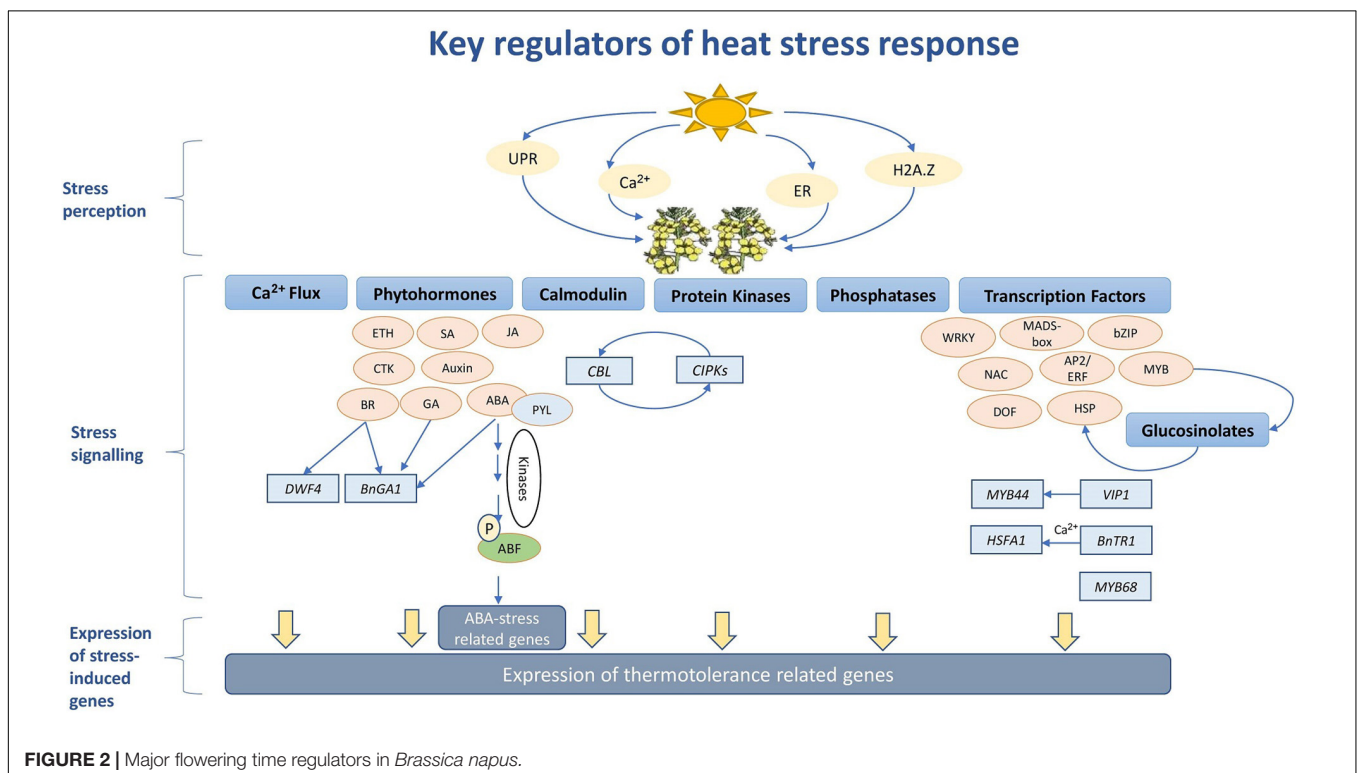 Key regulators of heat stress response
Stress
perception
UPR
Ca²⁺
ER
H2A.Z
Stress
signalling
Ca²⁺ Flux
Phytohormones
Calmodulin
Protein Kinases
Phosphatases
Transcription Factors
ETH
SA
JA
CTK
Auxin
BR
GA
ABA
PYL
DWF4
BnGA1
Kinases
P
ABF
CBL
CIPKs
WRKY
MADS-
box
bZIP
NAC
AP2/
ERF
MYB
DOF
HSP
Glucosinolates
MYB44
VIP1
HSFA1
Ca²⁺
BnTR1
MYB68
Expression
of stress-
induced
genes
ABA-stress
related genes
Expression of thermotolerance related genes
FIGURE 2 | Major flowering time regulators in Brassica napus.